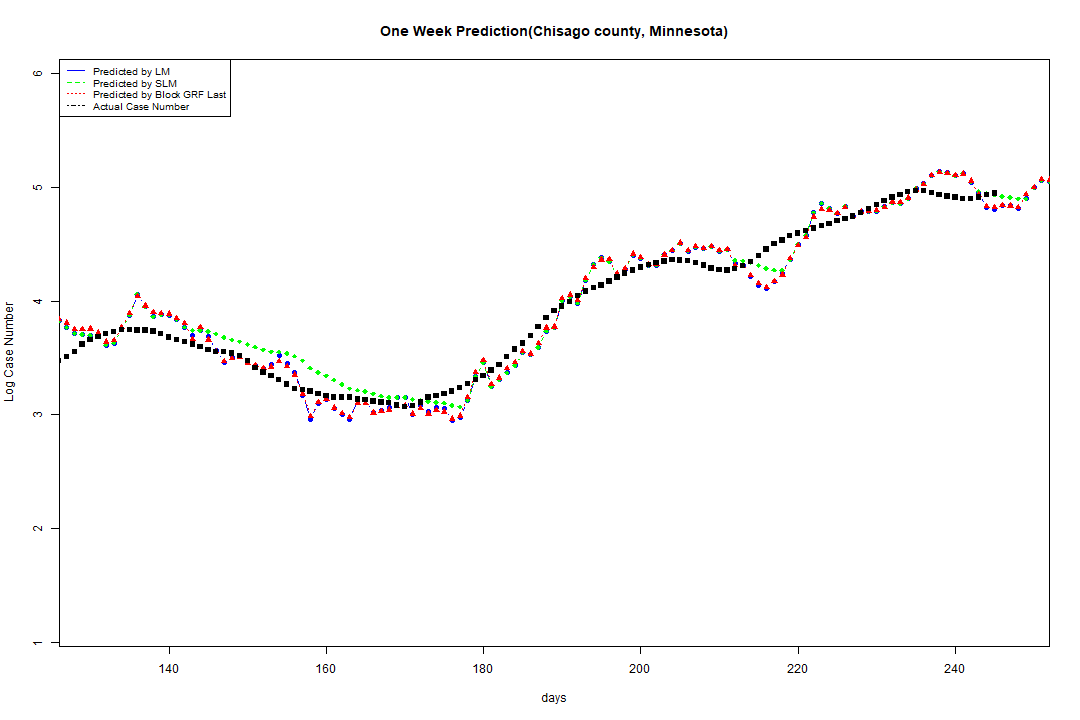 One Week Prediction(Chisago county, Minnesota)
Predicted by LM
Predicted by SLM
Predicted by Block GRF Last
Actual Case Number
6
5
4
3
2
1
Log Case Number
140 160 180 200 220 240
days